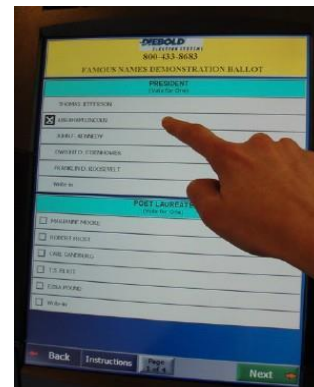 DIEBOLD
ELECTION SYSTEMS
800-433-8683
FAMOUS NAMES DEMONSTRATION BALLOT
PRESIDENT
(Vote for One)
THOMAS JEFFERSON
ABRAHAM LINCOLN
JOHN F. KENNEDY
DWIGHT D. EISENHOWER
FRANKLIN D. ROOSEVELT
Write-in
POET LAUREATE
(Vote for One)
MARIANNE MOORE
ROBERT FROST
CARL SANDBURG
T.S. ELIOT
EZRA POUND
Write-in
Back Instructions Page Next